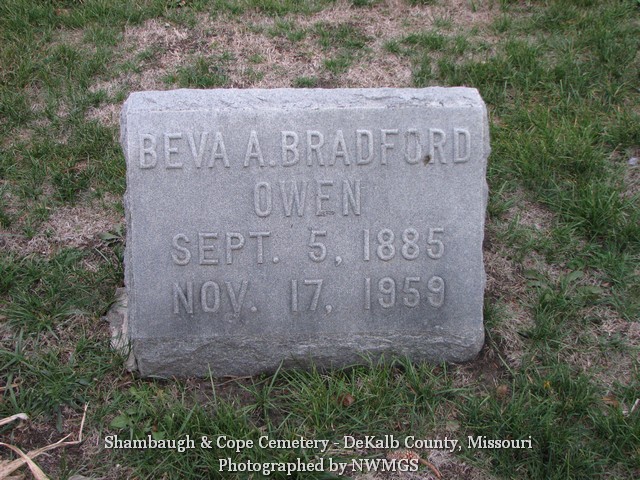 BEVA A. BRADFORD
OWEN
SEPT. 5, 1885
NOV. 17, 1959
Shambaugh & Cope Cemetery - DeKalb County, Missouri
Photographed by NWMGS